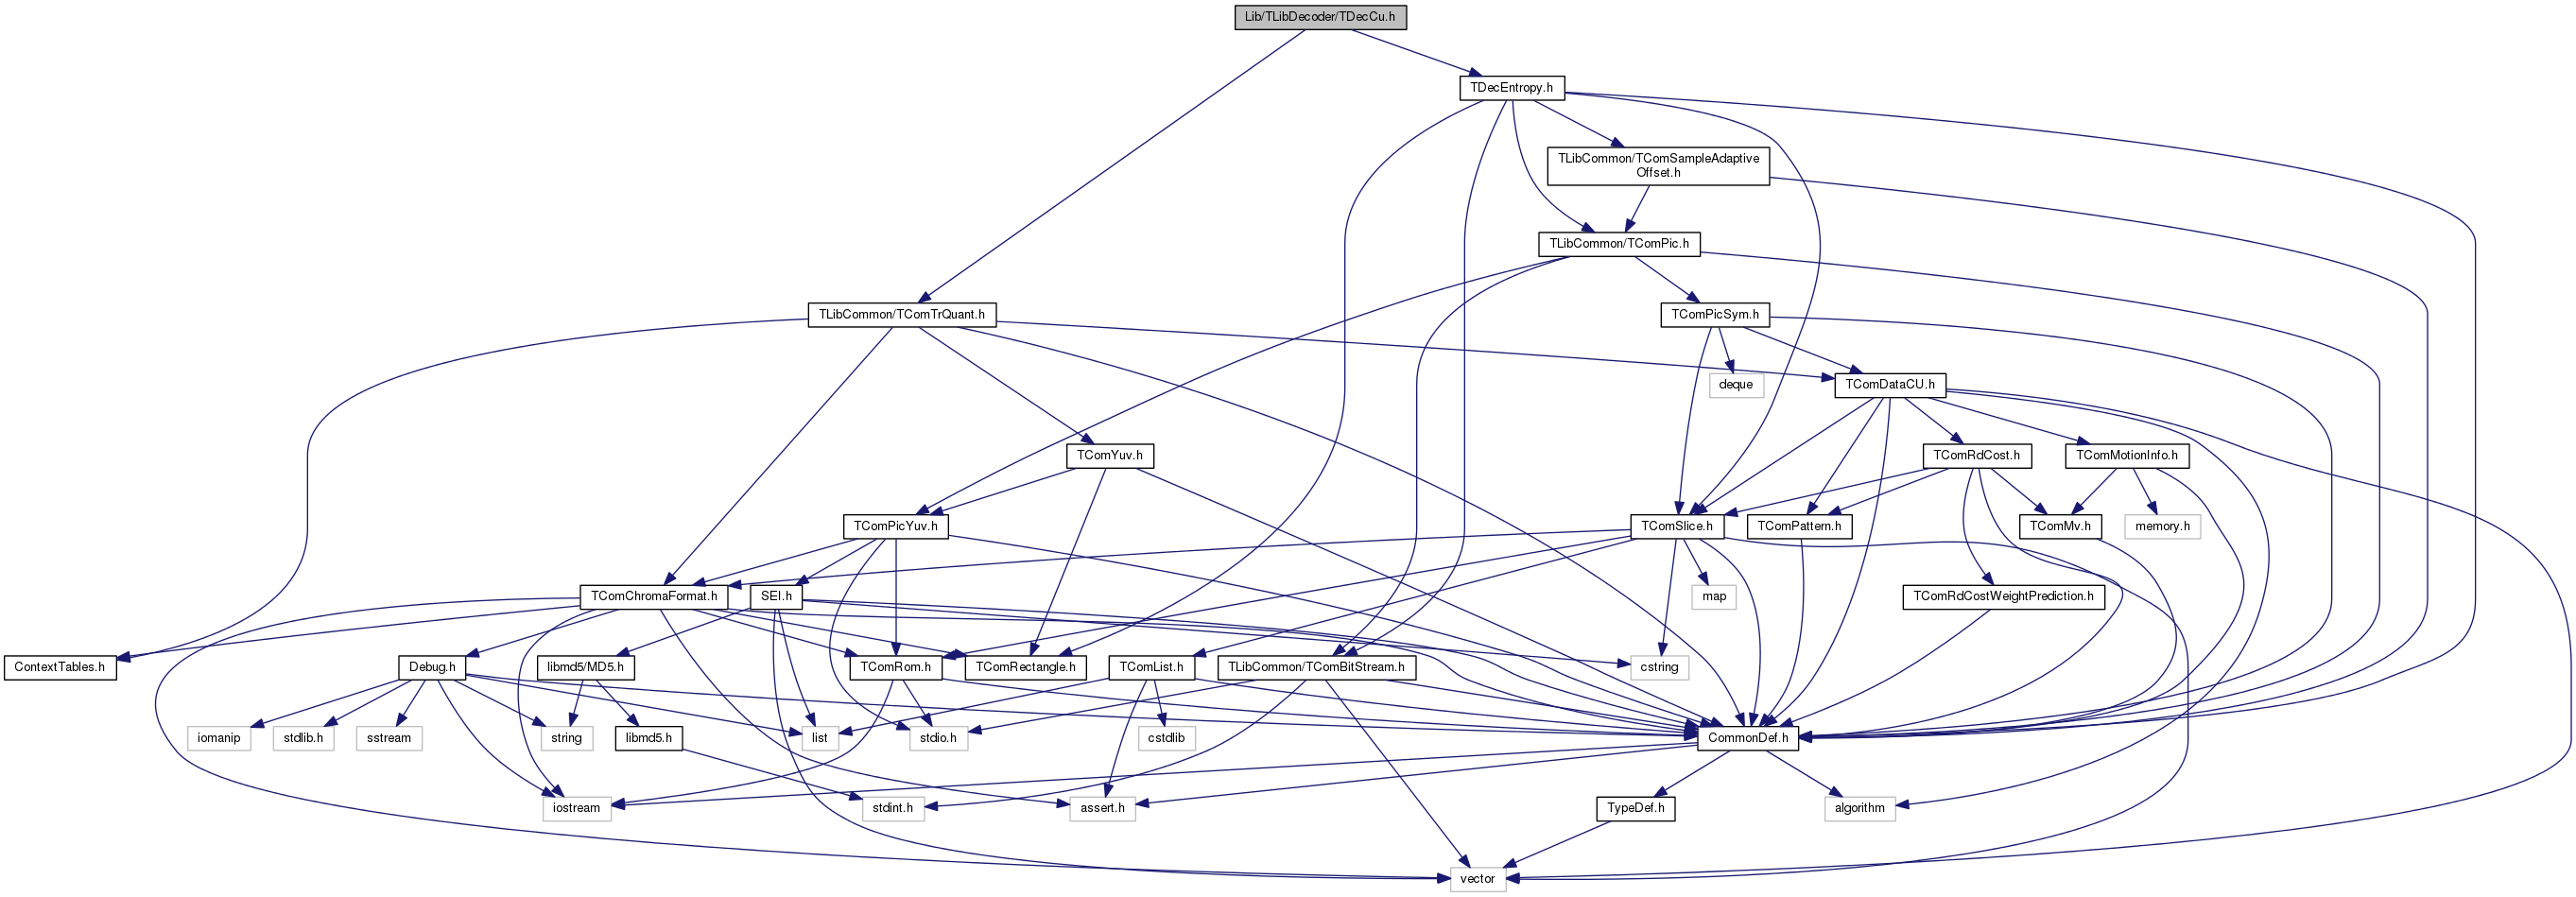 Lib/TLibDecoder/TDecCu.h
TDecEntropy.h
TLibCommon/TComSampleAdaptive
Offset.h
TLibCommon/TComPic.h
TLibCommon/TComTrQuant.h
TComPicSym.h
deque
TComDataCU.h
TComYuv.h
TComRdCost.h
TComMotionInfo.h
TComPicYuv.h
TComSlice.h
TComPattern.h
TComMv.h
memory.h
TComChromaFormat.h
SEI.h
map
TComRdCostWeightPrediction.h
ContextTables.h
Debug.h
libmd5/MD5.h
TComRom.h
TComRectangle.h
TComList.h
TLibCommon/TComBitStream.h
cstring
iomanip
stdlib.h
sstream
string
libmd5.h
list
stdio.h
cstdlib
CommonDef.h
iostream
stdint.h
assert.h
TypeDef.h
algorithm
vector